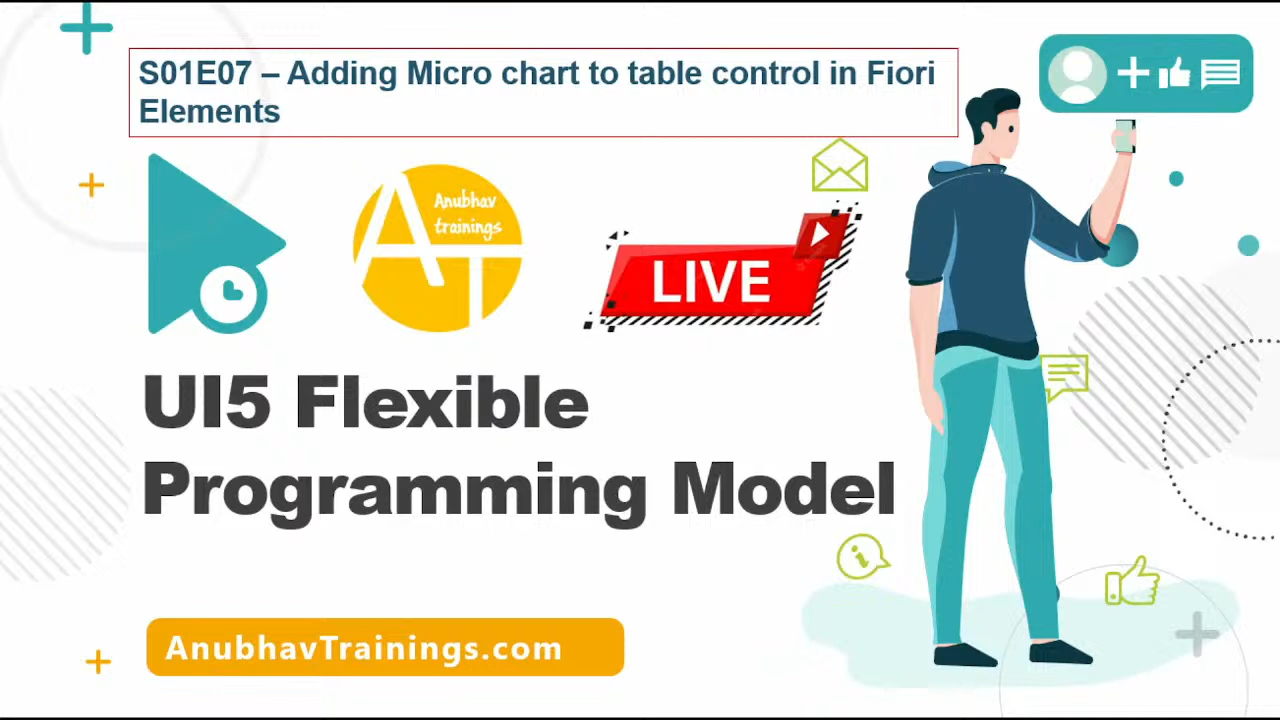 S01E07 – Adding Micro chart to table control in Fiori
Elements
Anubhav
trainings
AT
LIVE
UI5 Flexible
Programming Model
AnubhavTrainings.com